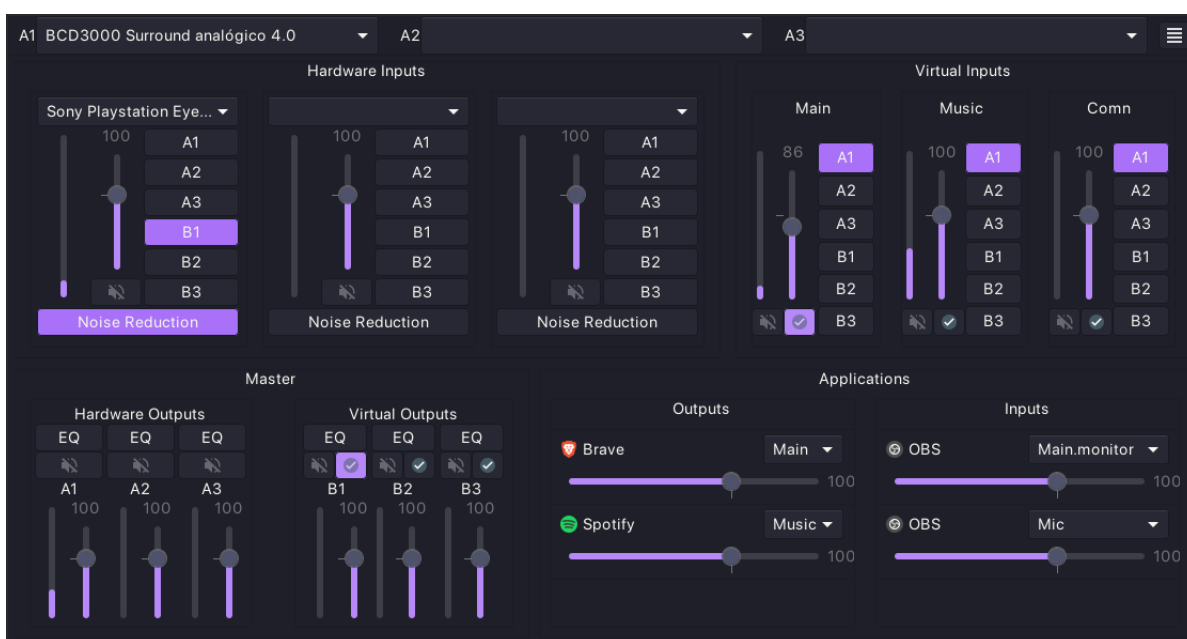 A1 BCD3000 Surround analógico 4.0 A2 A3
Hardware Inputs
Sony Playstation Eye...
100
A1
A2
A3
B1
B2
B3
Noise Reduction
100
A1
A2
A3
B1
B2
B3
Noise Reduction
100
A1
A2
A3
B1
B2
B3
Noise Reduction
Virtual Inputs
Main
86
A1
A2
A3
B1
B2
B3
Music
100
A1
A2
A3
B1
B2
B3
Comn
100
A1
A2
A3
B1
B2
B3
Master
Hardware Outputs
EQ EQ EQ
A1 A2 A3
100 100 100
Virtual Outputs
EQ EQ EQ
B1 B2 B3
100 100 100
Applications
Outputs
Brave Main
100
Spotify Music
100
Inputs
OBS Main.monitor
100
OBS Mic
100